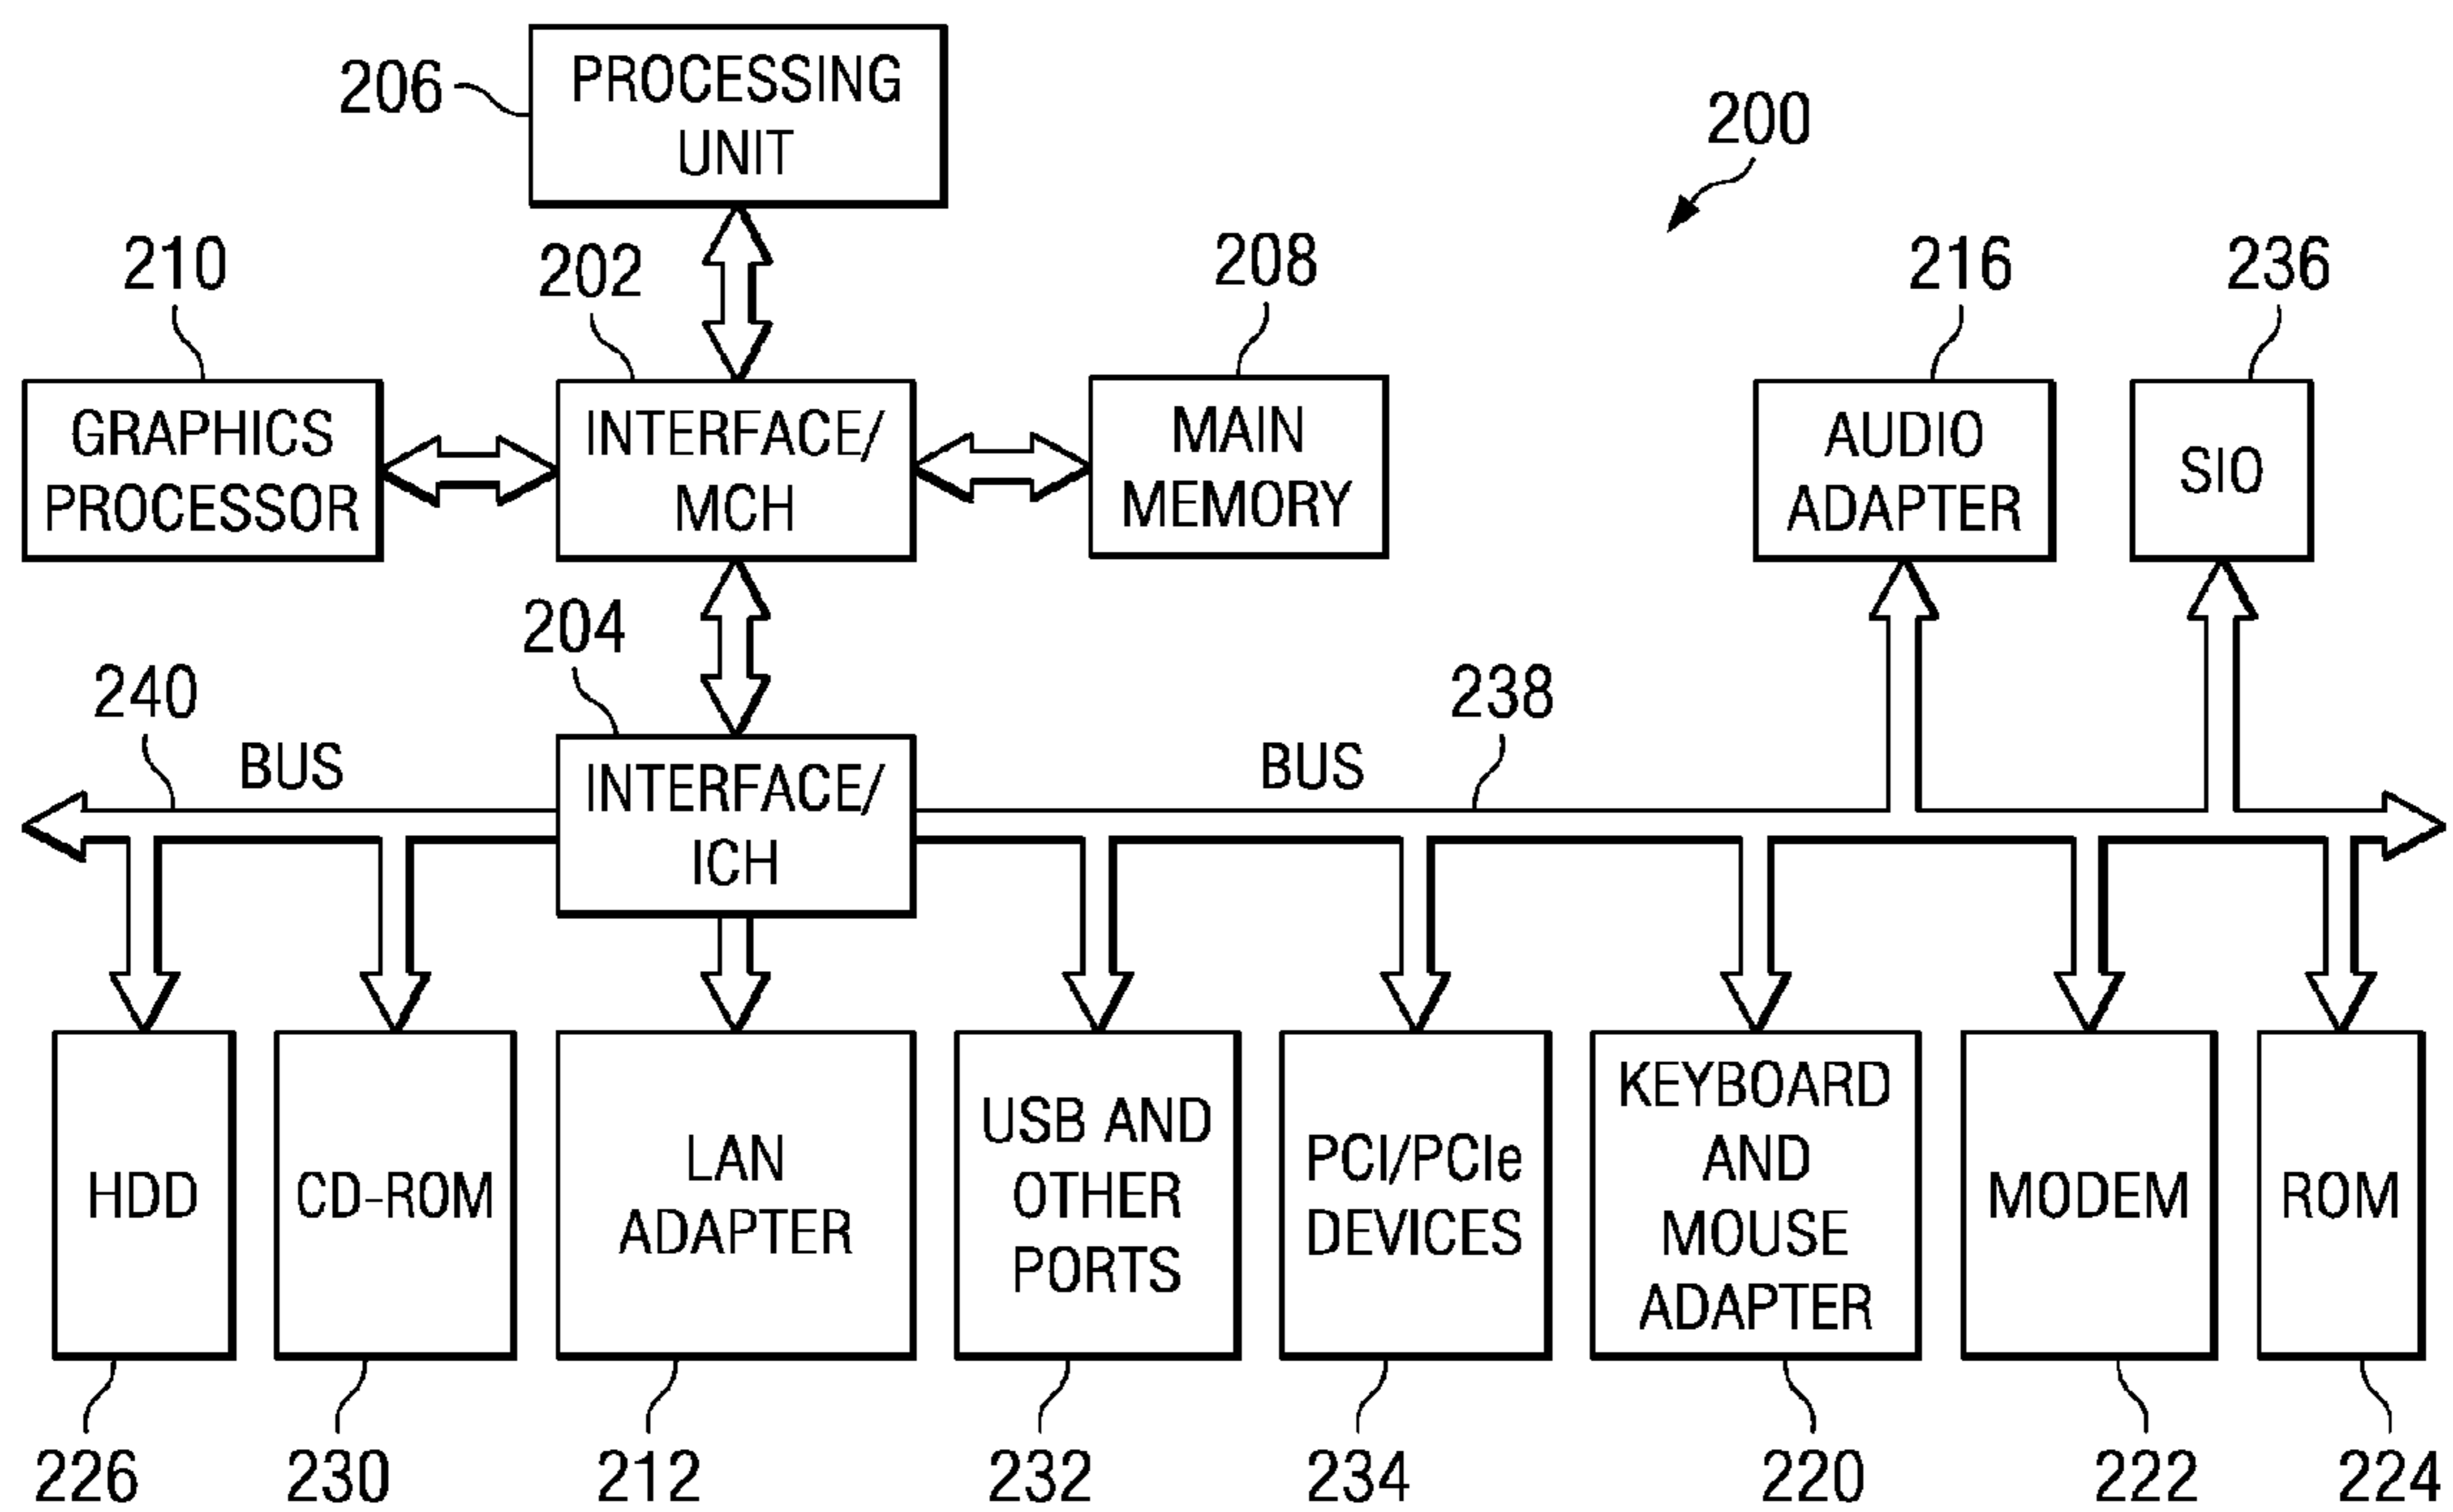 206
PROCESSING
UNIT
200
210
202
208
216
236
GRAPHICS
PROCESSOR
INTERFACE/
MCH
MAIN
MEMORY
AUDIO
ADAPTER
SIO
204
240
BUS
238
BUS
INTERFACE/
ICH
HDD
CD-ROM
LAN
ADAPTER
USB AND
OTHER
PORTS
PCI/PCIe
DEVICES
KEYBOARD
AND
MOUSE
ADAPTER
MODEM
ROM
226
230
212
232
234
220
222
224